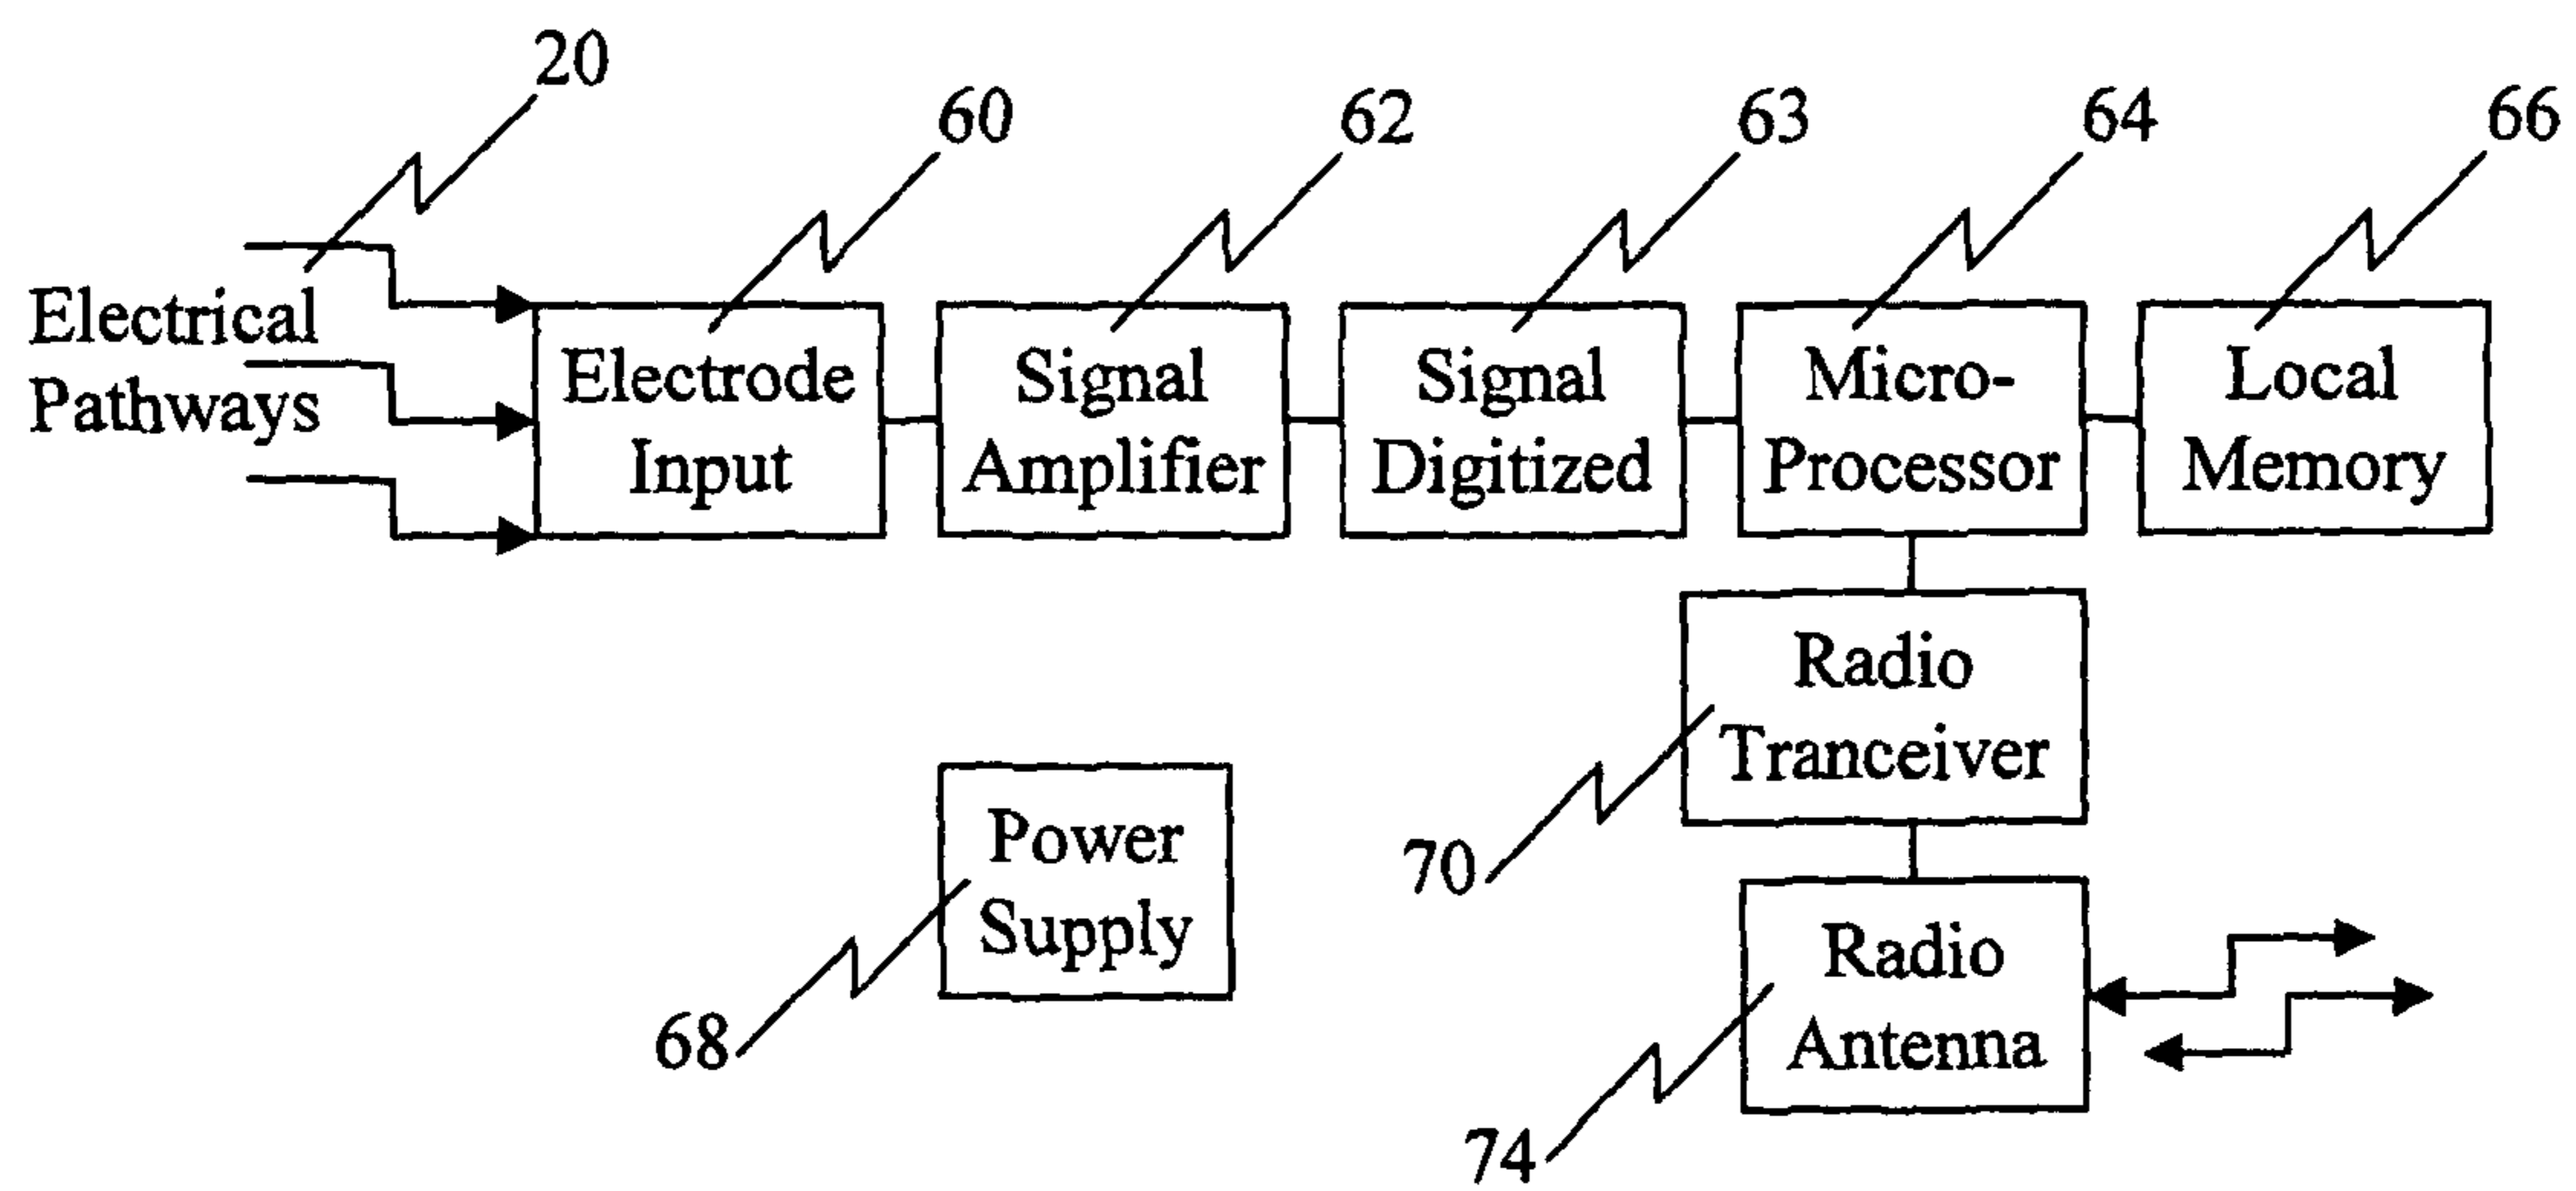 20
60
62
63
64
66
Electrical
Pathways
Electrode
Input
Signal
Amplifier
Signal
Digitized
Micro-
Processor
Local
Memory
Radio
Tranceiver
70
Power
Supply
68
Radio
Antenna
74